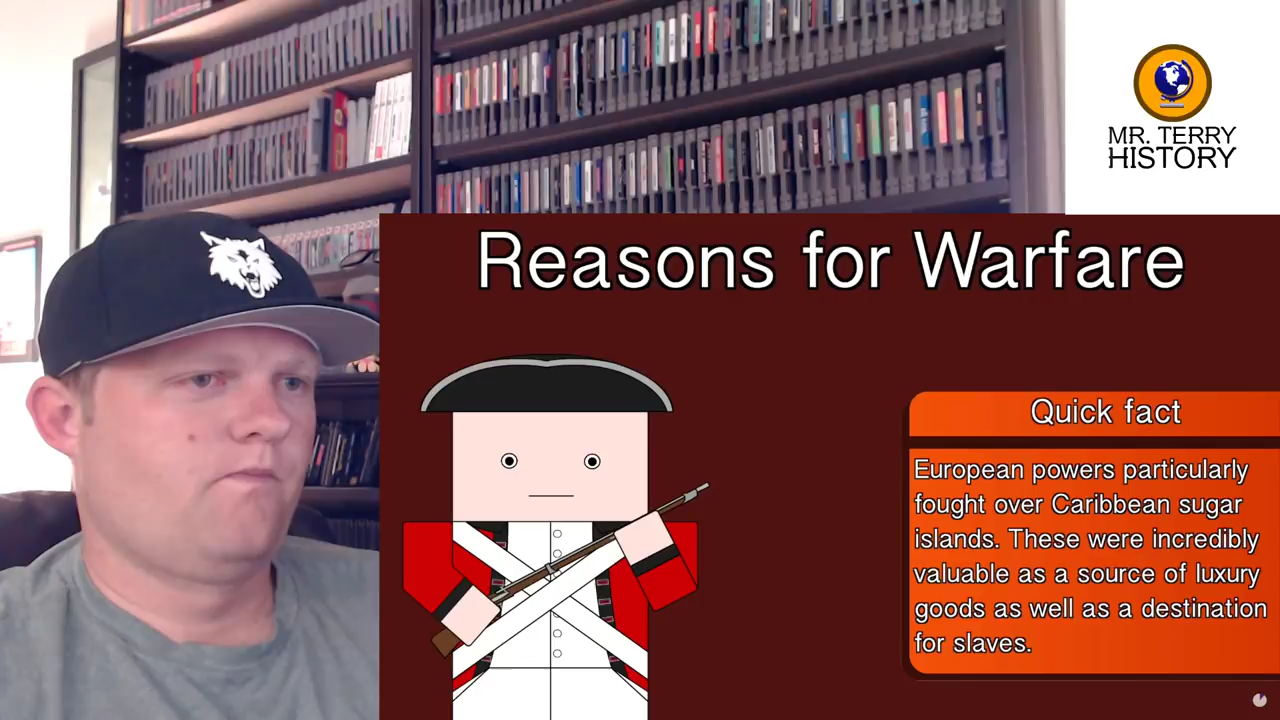 MR. TERRY
HISTORY
Reasons for Warfare
Quick fact
European powers particularly
fought over Caribbean sugar
islands. These were incredibly
valuable as a source of luxury
goods as well as a destination
for slaves.